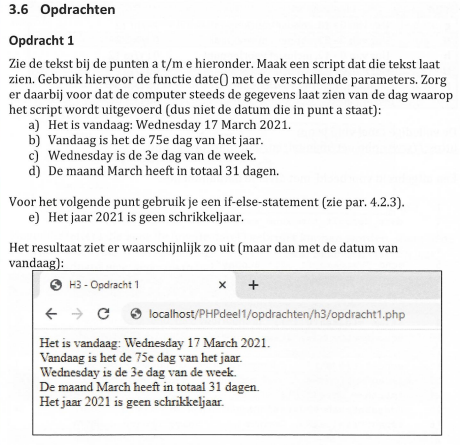 3.6 Opdrachten
Opdracht 1
Zie de tekst bij de punten a t/m e hieronder. Maak een script dat die tekst laat
zien. Gebruik hiervoor de functie date() met de verschillende parameters. Zorg
er daarbij voor dat de computer steeds de gegevens laat zien van de dag waarop
het script wordt uitgevoerd (dus niet de datum die in punt a staat):
a) Het is vandaag: Wednesday 17 March 2021.
b) Vandaag is het de 75e dag van het jaar.
c) Wednesday is de 3e dag van de week.
d) De maand March heeft in totaal 31 dagen.
Voor het volgende punt gebruik je een if-else-statement (zie par. 4.2.3).
e) Het jaar 2021 is geen schrikkeljaar.
Het resultaat ziet er waarschijnlijk zo uit (maar dan met de datum van
vandaag):
H3 - Opdracht 1
localhost/PHPdeel1/opdrachten/h3/opdracht1.php
Het is vandaag: Wednesday 17 March 2021.
Vandaag is het de 75e dag van het jaar.
Wednesday is de 3e dag van de week.
De maand March heeft in totaal 31 dagen.
Het jaar 2021 is geen schrikkeljaar.